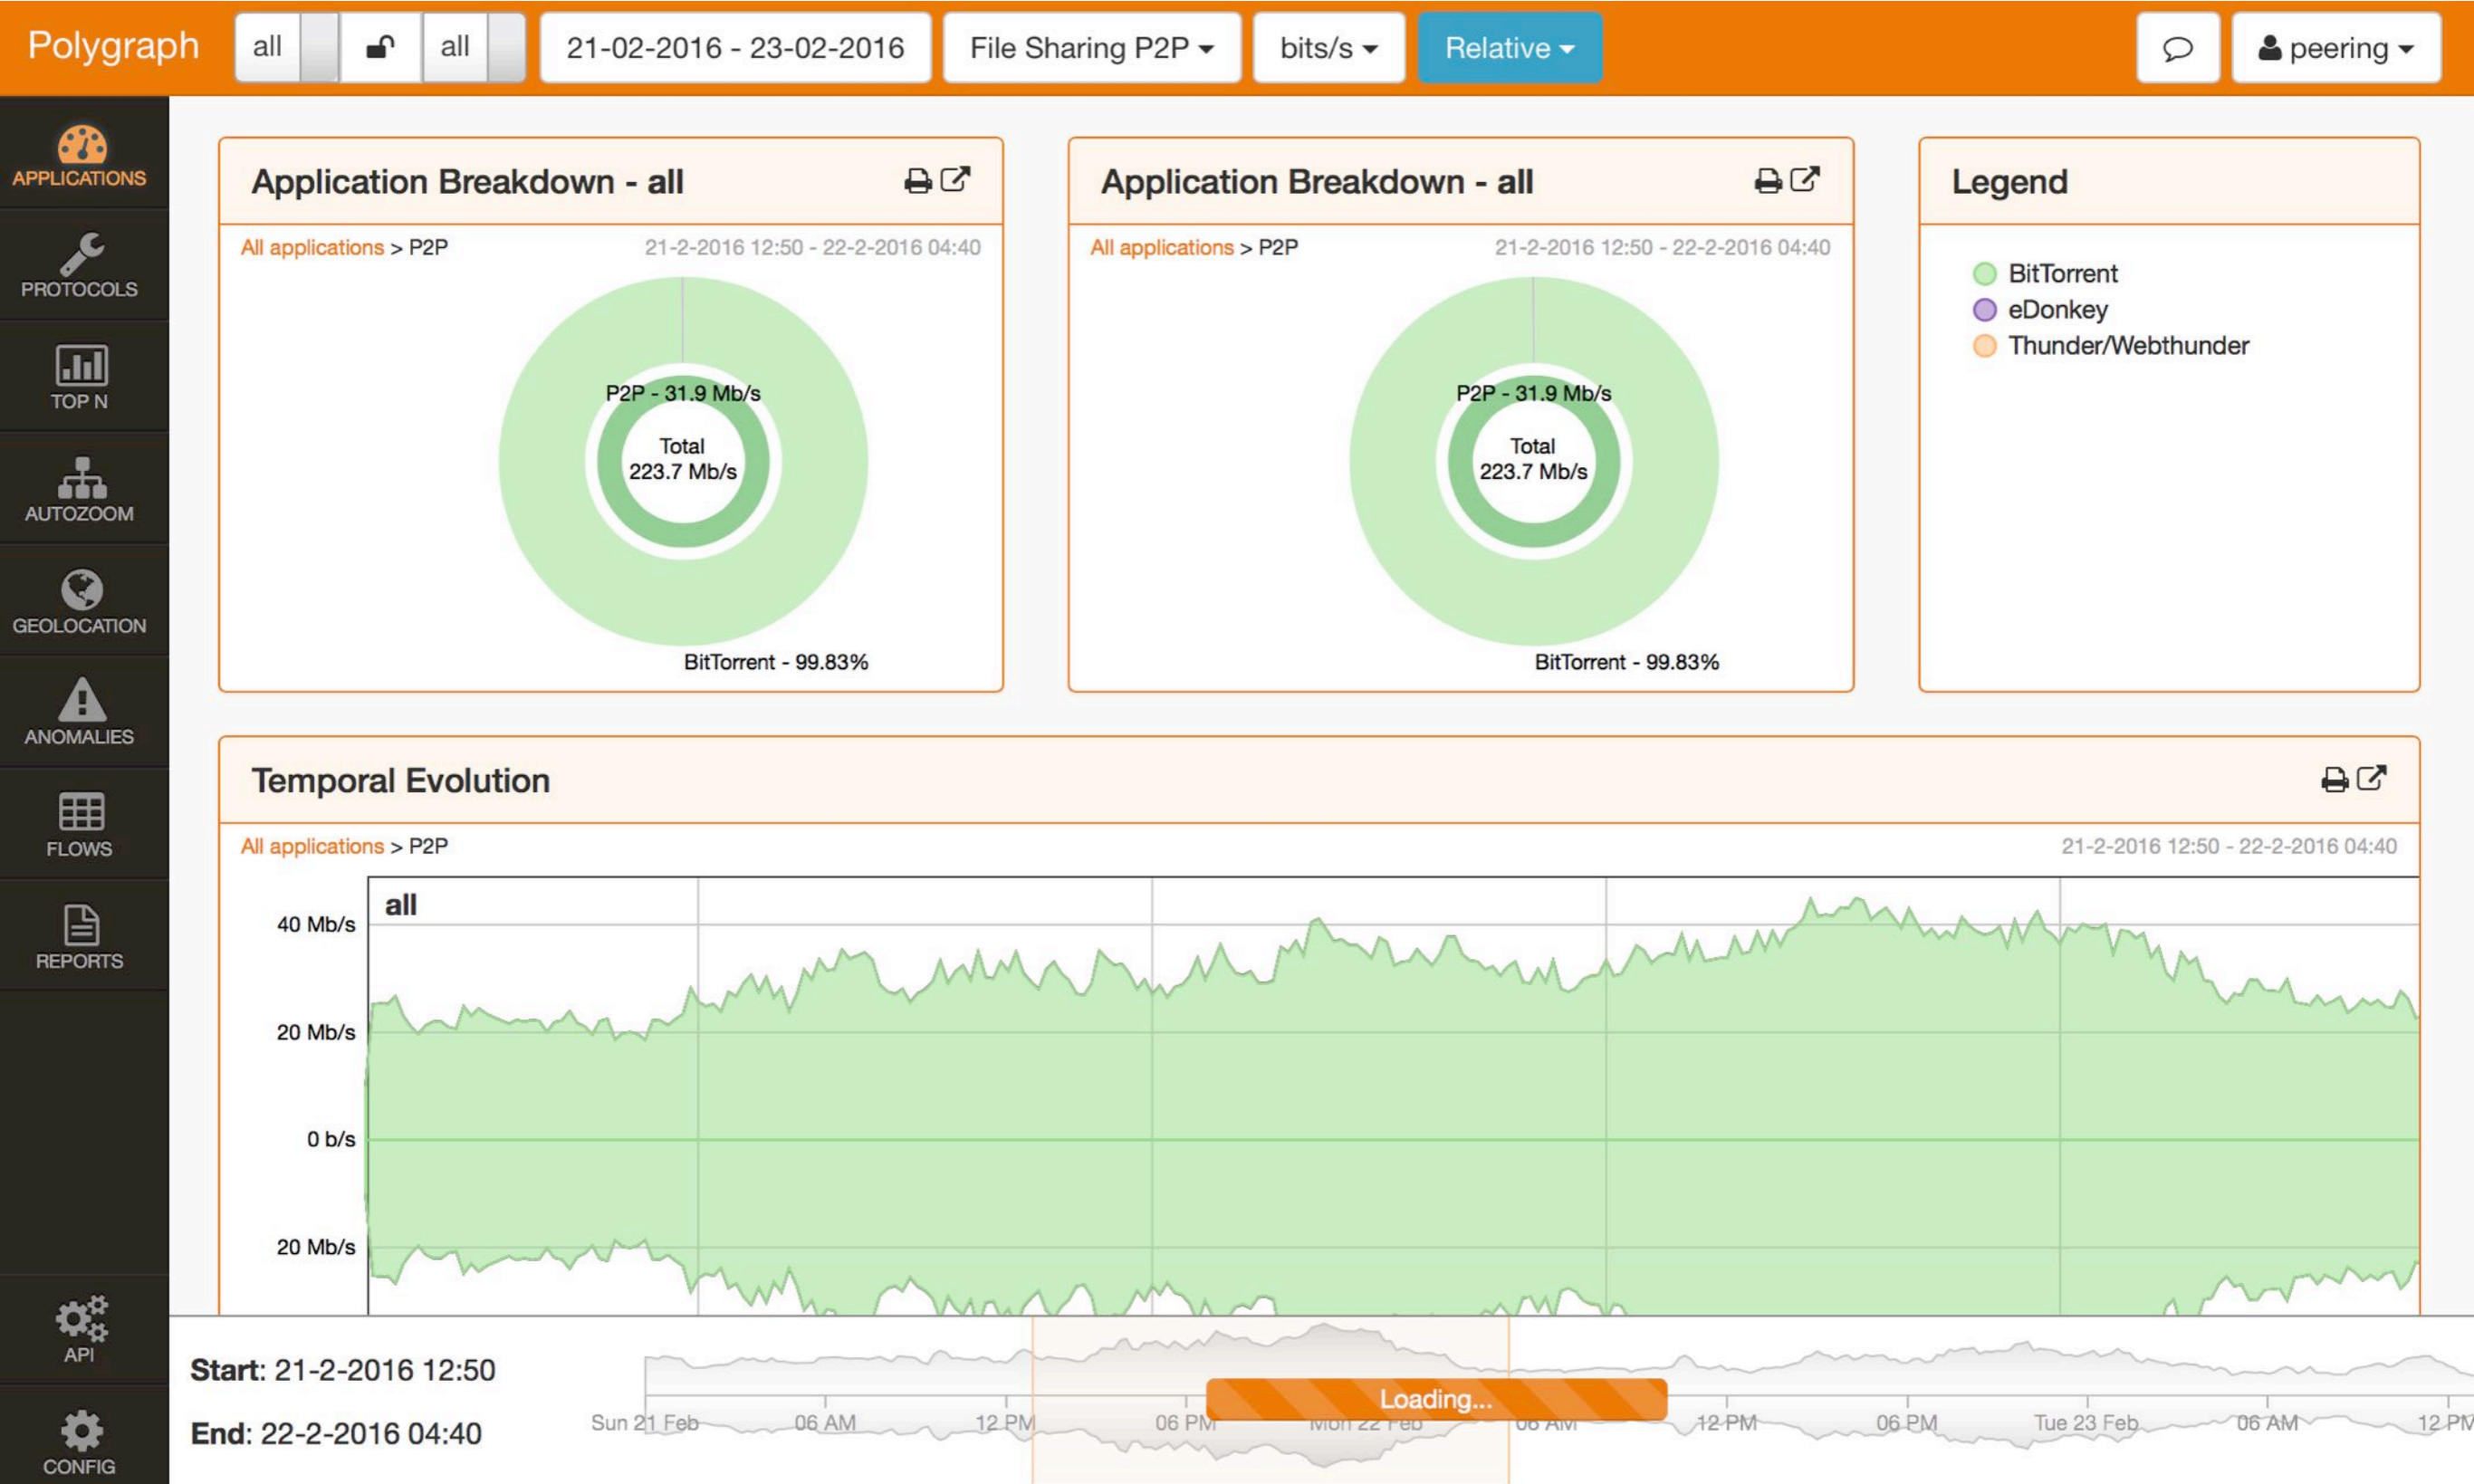 Polygraph
all
all
21-02-2016 - 23-02-2016
File Sharing P2P
bits/s
Relative
peering
APPLICATIONS
PROTOCOLS
TOP N
AUTOZOOM
GEOLOCATION
ANOMALIES
FLOWS
REPORTS
API
CONFIG
Application Breakdown - all
All applications > P2P
21-2-2016 12:50 - 22-2-2016 04:40
P2P - 31.9 Mb/s
Total
223.7 Mb/s
BitTorrent - 99.83%
Application Breakdown - all
All applications > P2P
21-2-2016 12:50 - 22-2-2016 04:40
P2P - 31.9 Mb/s
Total
223.7 Mb/s
BitTorrent - 99.83%
Legend
BitTorrent
eDonkey
Thunder/Webthunder
Temporal Evolution
All applications > P2P
21-2-2016 12:50 - 22-2-2016 04:40
all
40 Mb/s
20 Mb/s
0 b/s
20 Mb/s
Start: 21-2-2016 12:50
End: 22-2-2016 04:40
Loading...
Sun 21 Feb
06 AM
12 PM
06 PM
Mon 22 Feb
06 AM
12 PM
06 PM
Tue 23 Feb
06 AM
12 PM